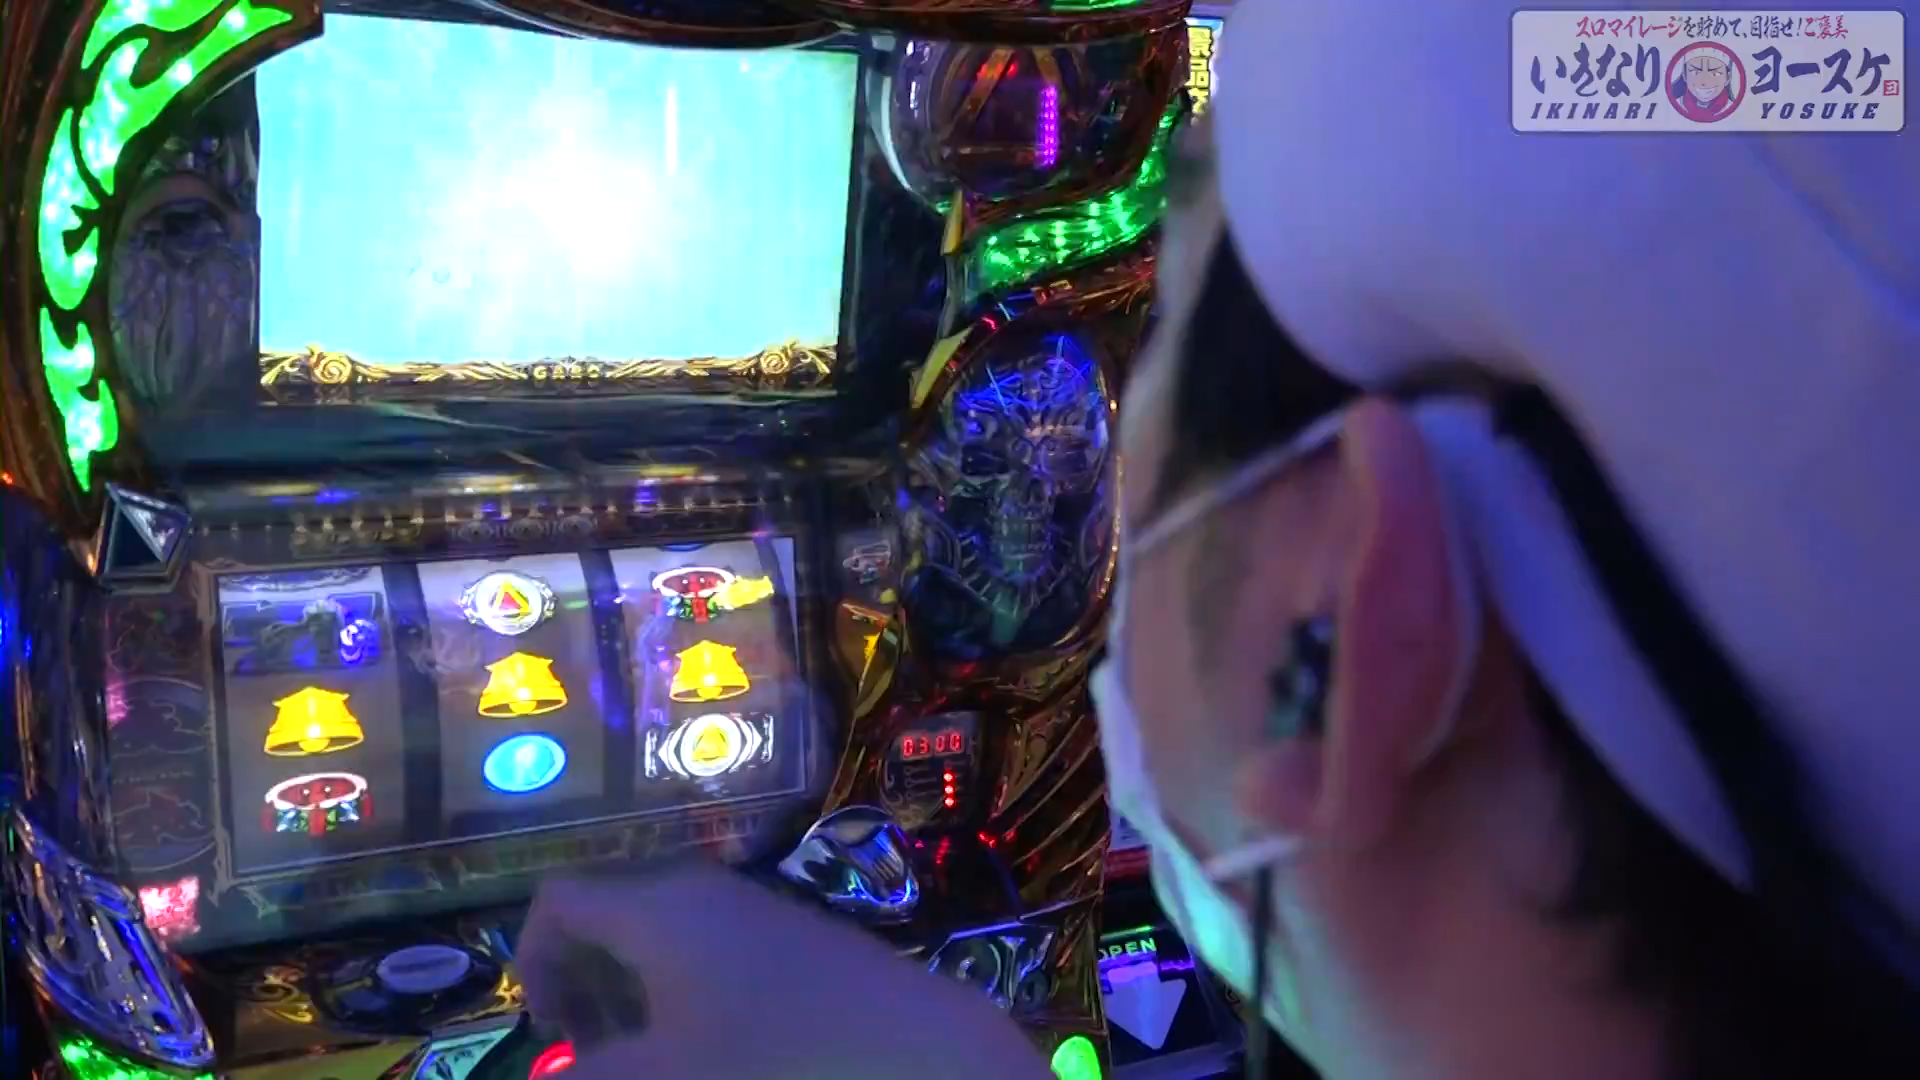 スロマイレージを貯めて、目指せ!ご褒美
いきなりヨースケ
IKINARI YOSUKE
GARO
0300
OPEN